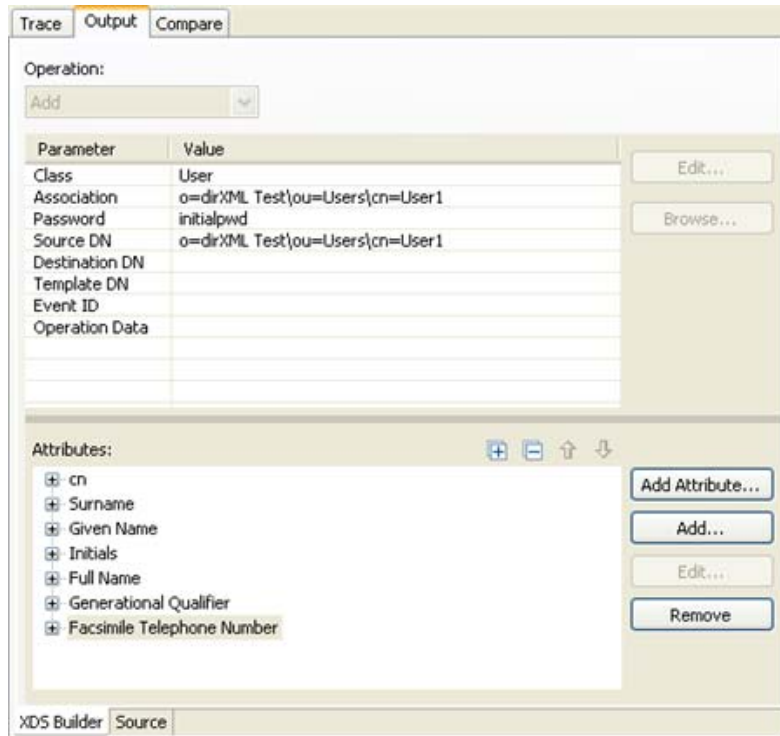 Trace Output Compare
Operation:
Add
Parameter Value
Class User
Association o=dirXML Test\ou=Users\cn=User1
Password initialpwd
Source DN o=dirXML Test\ou=Users\cn=User1
Destination DN
Template DN
Event ID
Operation Data
Edit...
Browse...
Attributes:
cn
Surname
Given Name
Initials
Full Name
Generational Qualifier
Facsimile Telephone Number
Add Attribute...
Add...
Edit...
Remove
XDS Builder Source